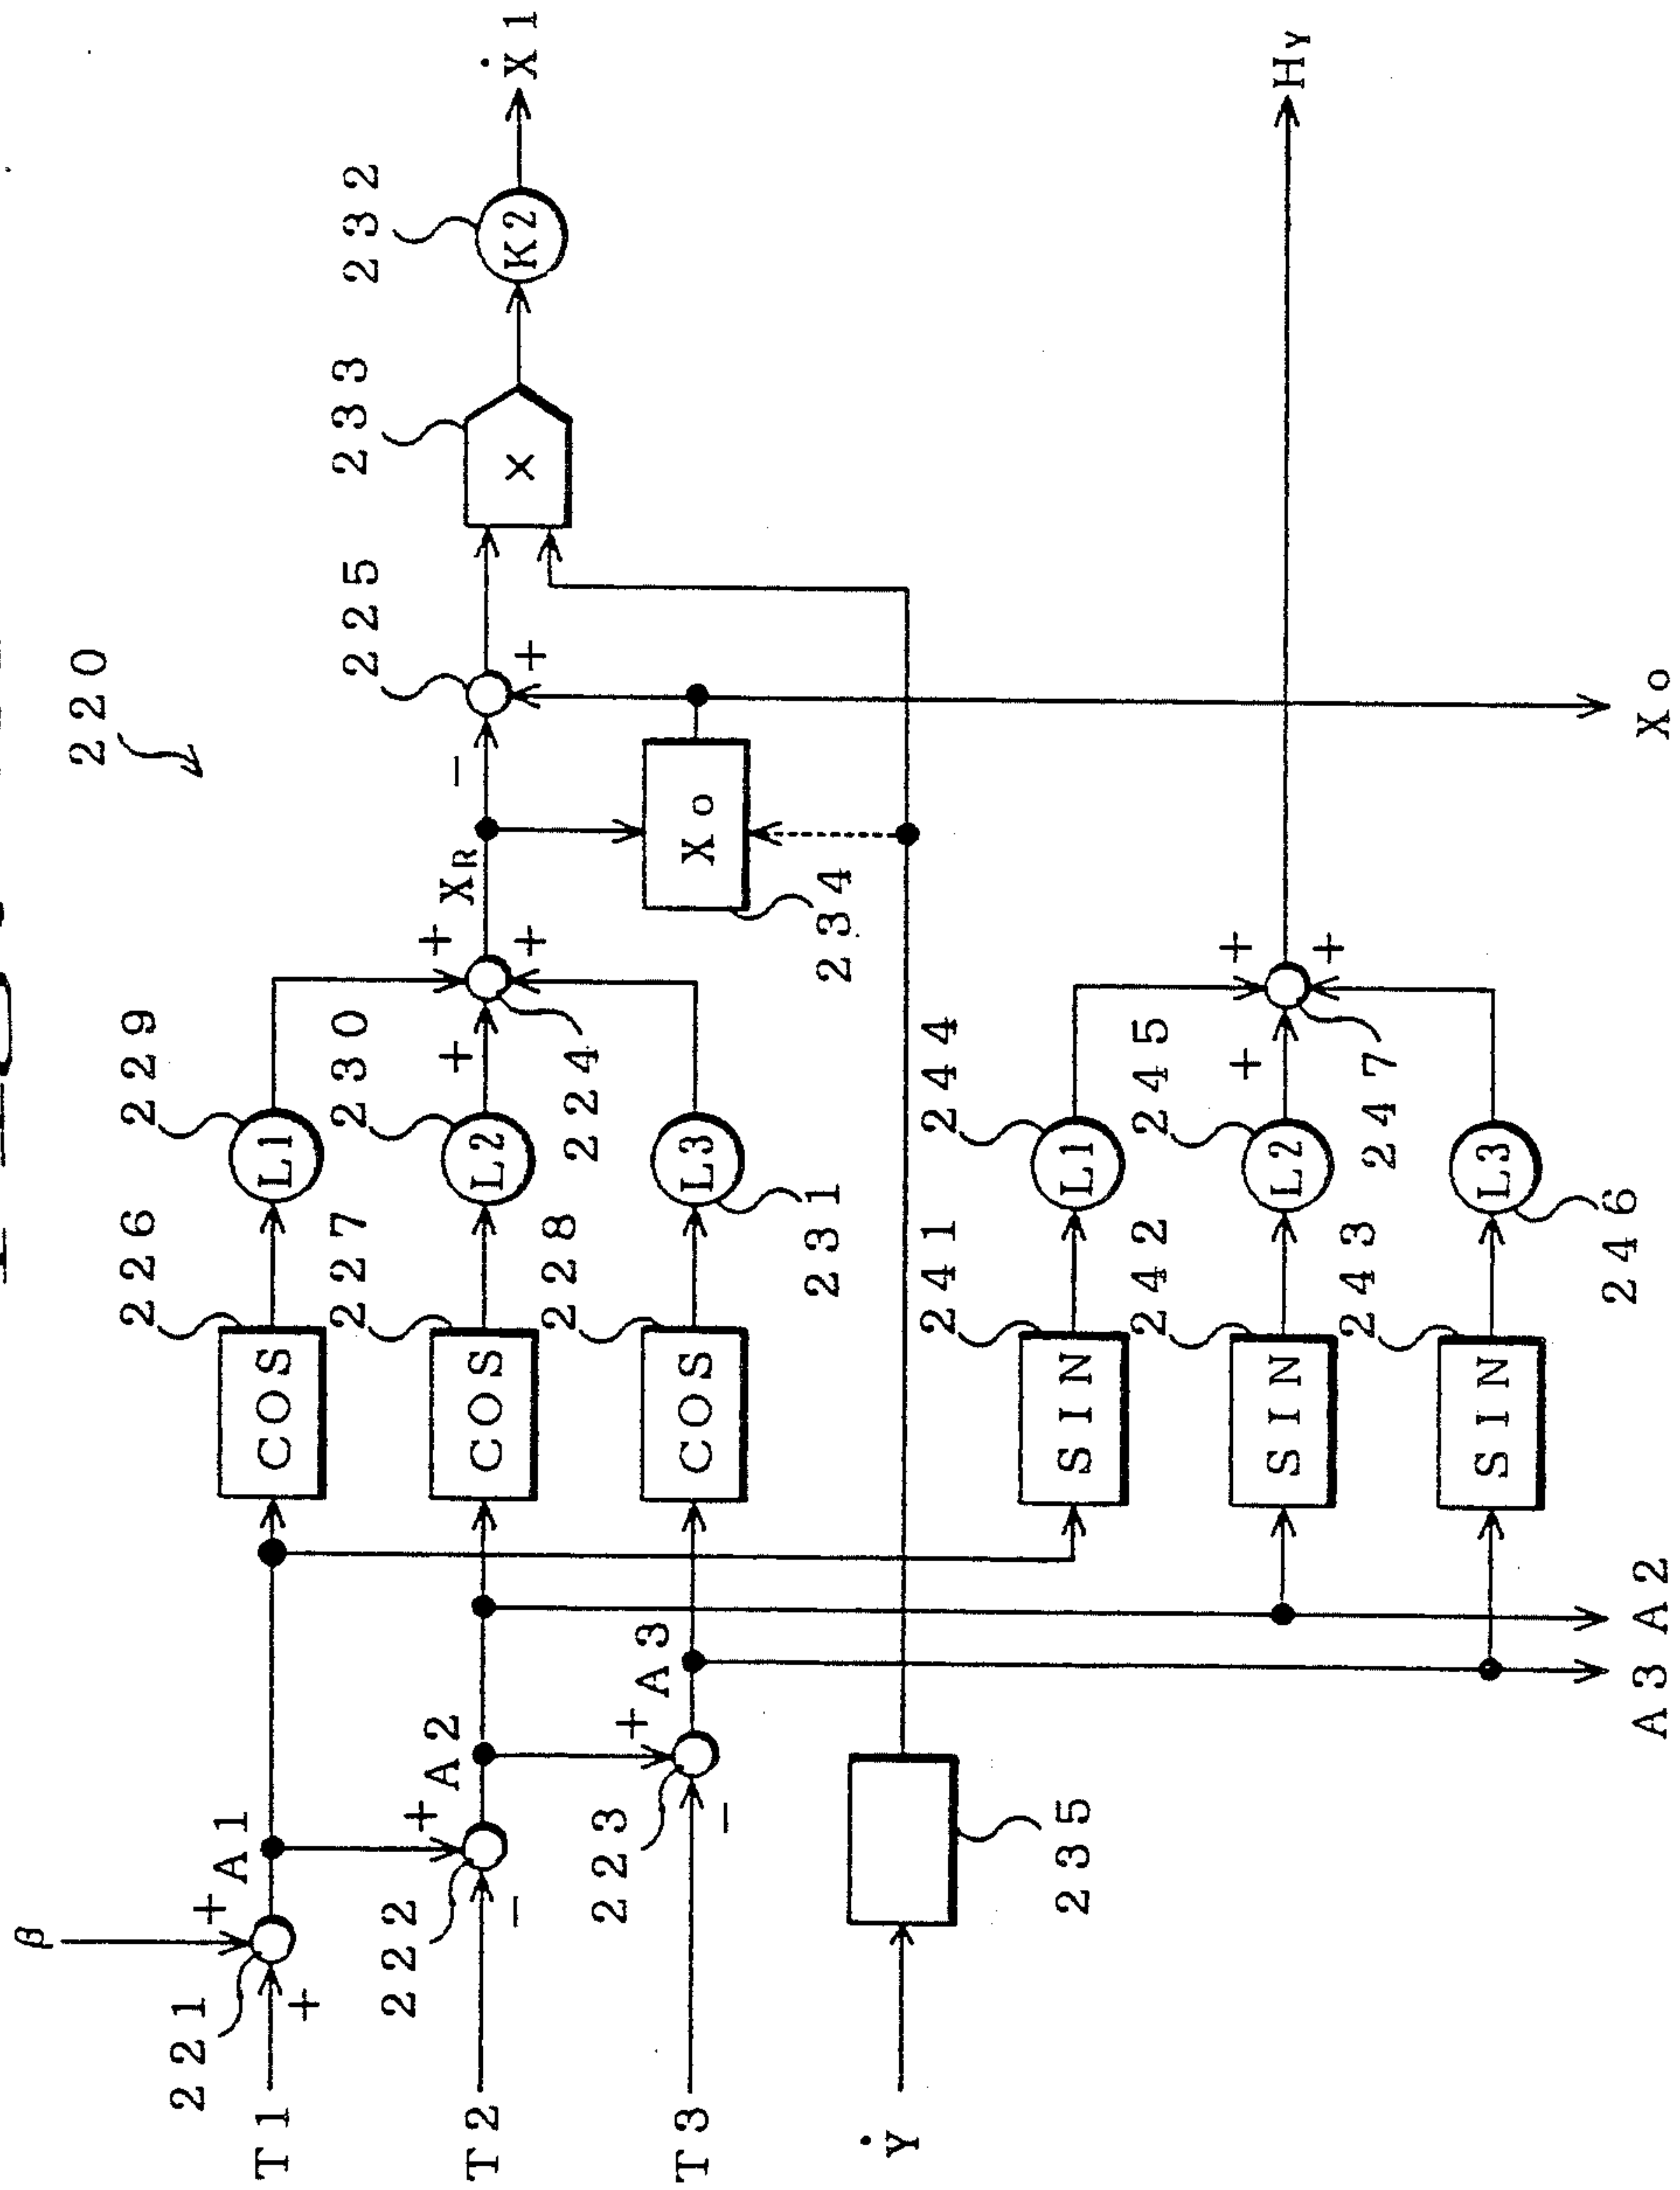 220
β
221
T1
+
+
A1
226
COS
229
L1
222
T2
+
−
A2
227
COS
230
L2
+
+
+
224
XR
−
225
+
233
×
232
K2
Ẋ1
223
T3
+
−
A3
228
COS
231
L3
234
Xo
Ẏ
235
241
SIN
244
L1
242
SIN
245
L2
+
+
+
247
HY
243
SIN
246
L3
A3
A2
Xo